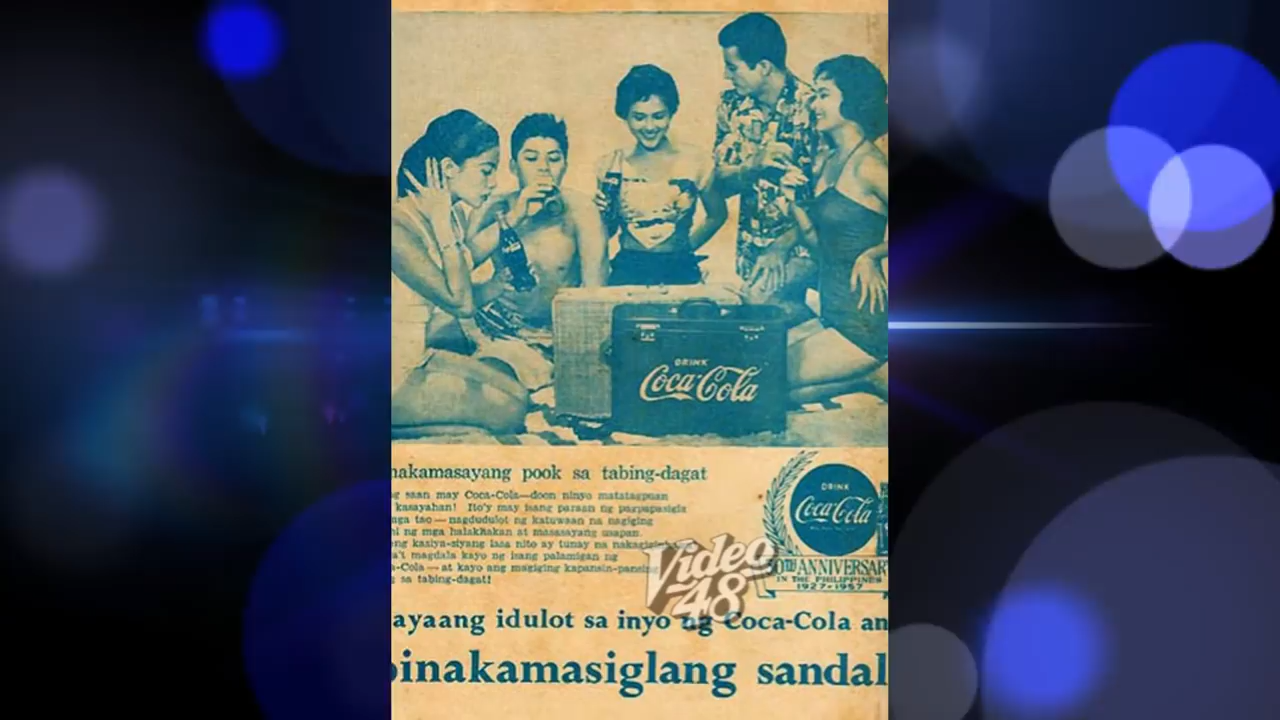 DRINK
Coca-Cola
nakamasayang pook sa tabing-dagat
g saan may Coca-Cola—doon ninyo matatagpuan
kasayahan! Ito'y may isang paraan ng pagpapasigla
nga tao—nagdudulot ng katuwaan na nagiging
ni ng mga halakhakan at masasayang usapan.
ng kasiya-siyang lasa nito ay tunay na
a't magdala kayo ng isang palamigan ng
a-Cola—at kayo ang magiging kapansin-pansing
g sa tabing-dagat!
DRINK
Coca-Cola
30TH ANNIVERSARY
IN THE PHILIPPINES
1927-1957
Video
48
ayaang idulot sa inyo ng Coca-Cola an
pinakamasiglang sandal